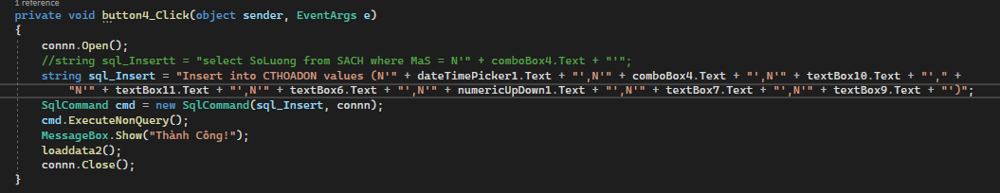 1 reference
private void button4_Click(object sender, EventArgs e)
{
connn.Open();
//string sql_Insertt = "select SoLuong from SACH where MaS = N'" + comboBox4.Text + "'";
string sql_Insert = "Insert into CTHOADON values (N'" + dateTimePicker1.Text + "',N'" + comboBox4.Text + "',N'" + textBox10.Text + "'," +
"N'" + textBox11.Text + "',N'" + textBox6.Text + "',N'" + numericUpDown1.Text + "',N'" + textBox7.Text + "',N'" + textBox9.Text + "')";
SqlCommand cmd = new SqlCommand(sql_Insert, connn);
cmd.ExecuteNonQuery();
MessageBox.Show("Thành Công!");
loaddata2();
connn.Close();
}